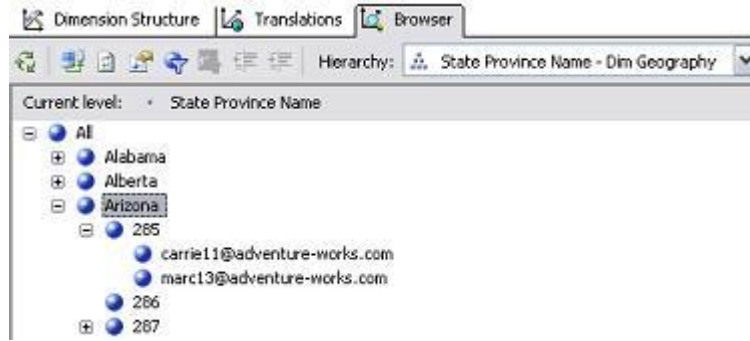 Dimension Structure Translations Browser
Hierarchy: State Province Name - Dim Geography
Current level: • State Province Name
All
Alabama
Alberta
Arizona
285
carrie11@adventure-works.com
marc13@adventure-works.com
286
287